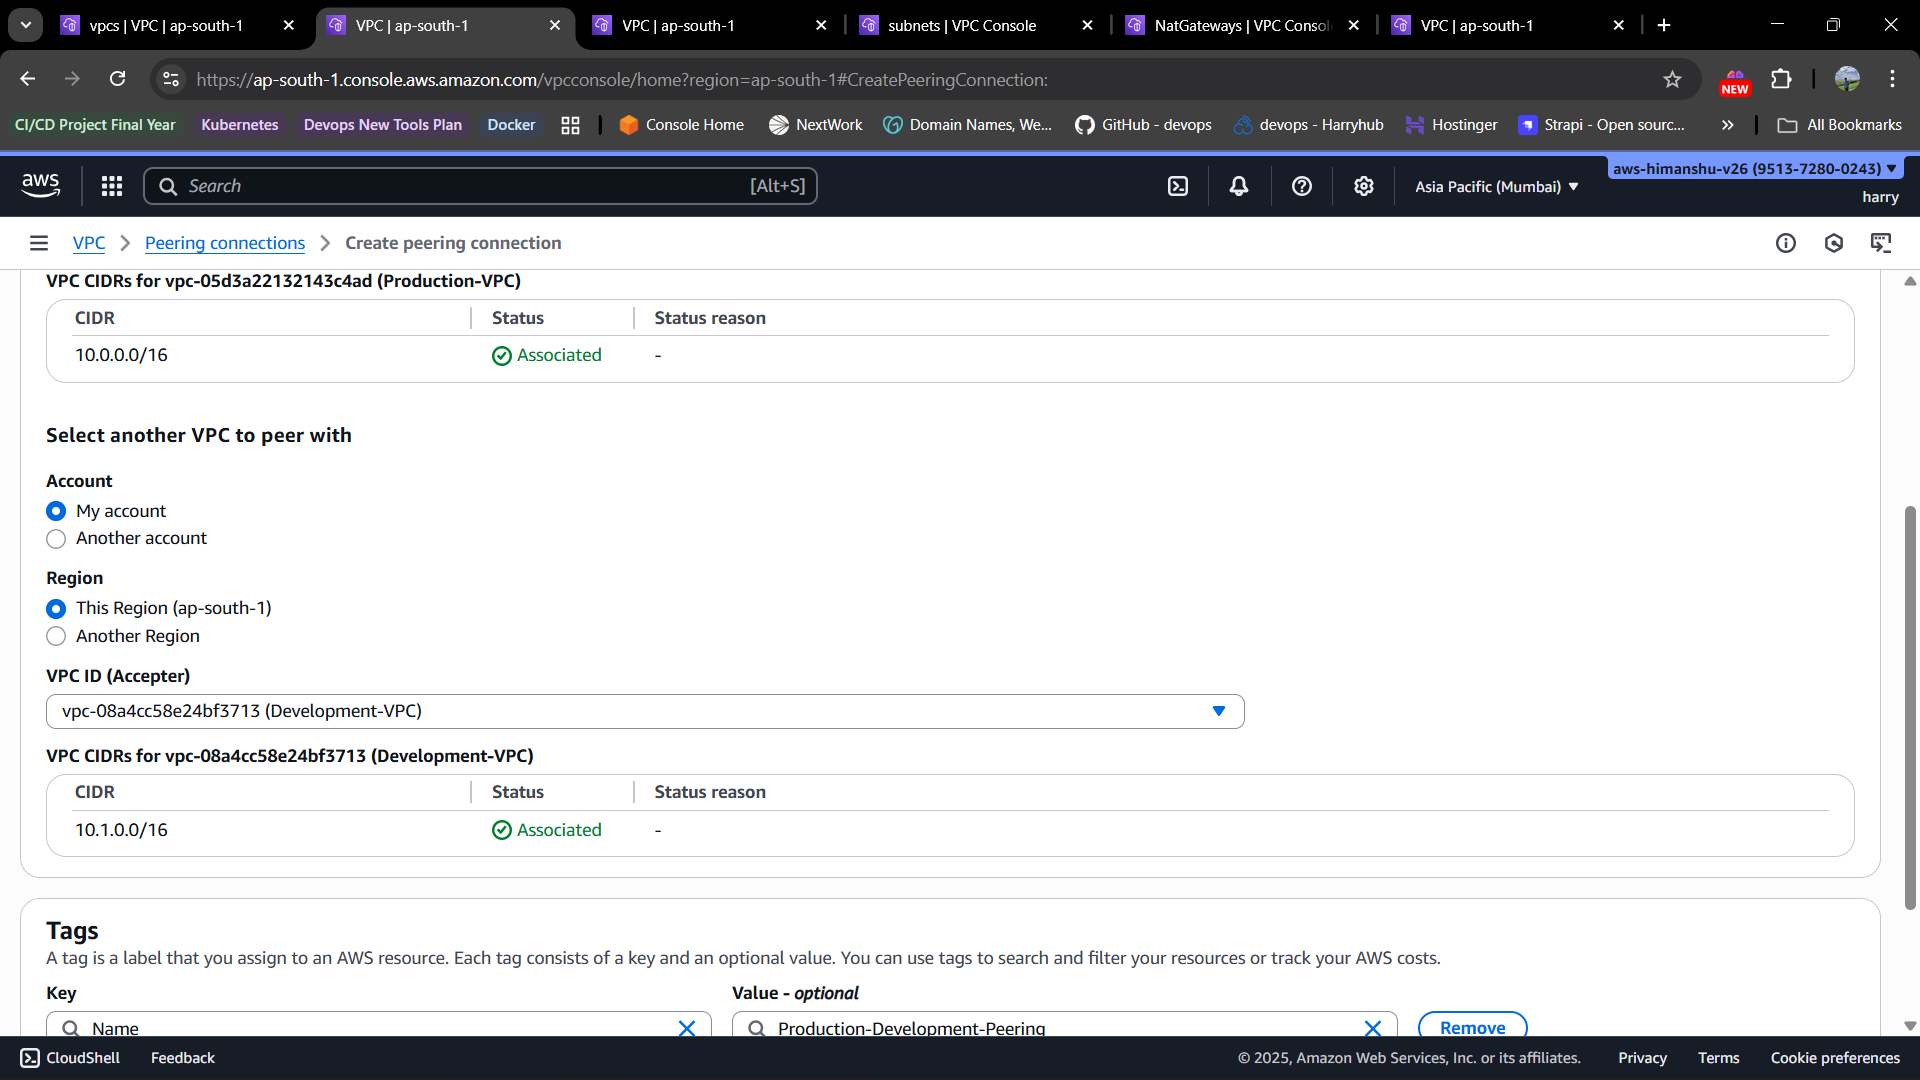 vpcs | VPC | ap-south-1
VPC | ap-south-1
VPC | ap-south-1
subnets | VPC Console
NatGateways | VPC Consol
VPC | ap-south-1
https://ap-south-1.console.aws.amazon.com/vpcconsole/home?region=ap-south-1#CreatePeeringConnection:
NEW
CI/CD Project Final Year
Kubernetes
Devops New Tools Plan
Docker
Console Home
NextWork
Domain Names, We...
GitHub - devops
devops - Harryhub
Hostinger
Strapi - Open sourc...
All Bookmarks
aws
Search
[Alt+S]
Asia Pacific (Mumbai)
aws-himanshu-v26 (9513-7280-0243)
harry
VPC
Peering connections
Create peering connection
VPC CIDRs for vpc-05d3a22132143c4ad (Production-VPC)
CIDR Status Status reason
10.0.0.0/16 Associated -
Select another VPC to peer with
Account
My account
Another account
Region
This Region (ap-south-1)
Another Region
VPC ID (Accepter)
vpc-08a4cc58e24bf3713 (Development-VPC)
VPC CIDRs for vpc-08a4cc58e24bf3713 (Development-VPC)
CIDR Status Status reason
10.1.0.0/16 Associated -
Tags
A tag is a label that you assign to an AWS resource. Each tag consists of a key and an optional value. You can use tags to search and filter your resources or track your AWS costs.
Key
Value - optional
Name
Production-Development-Peering
Remove
CloudShell
Feedback
© 2025, Amazon Web Services, Inc. or its affiliates.
Privacy
Terms
Cookie preferences